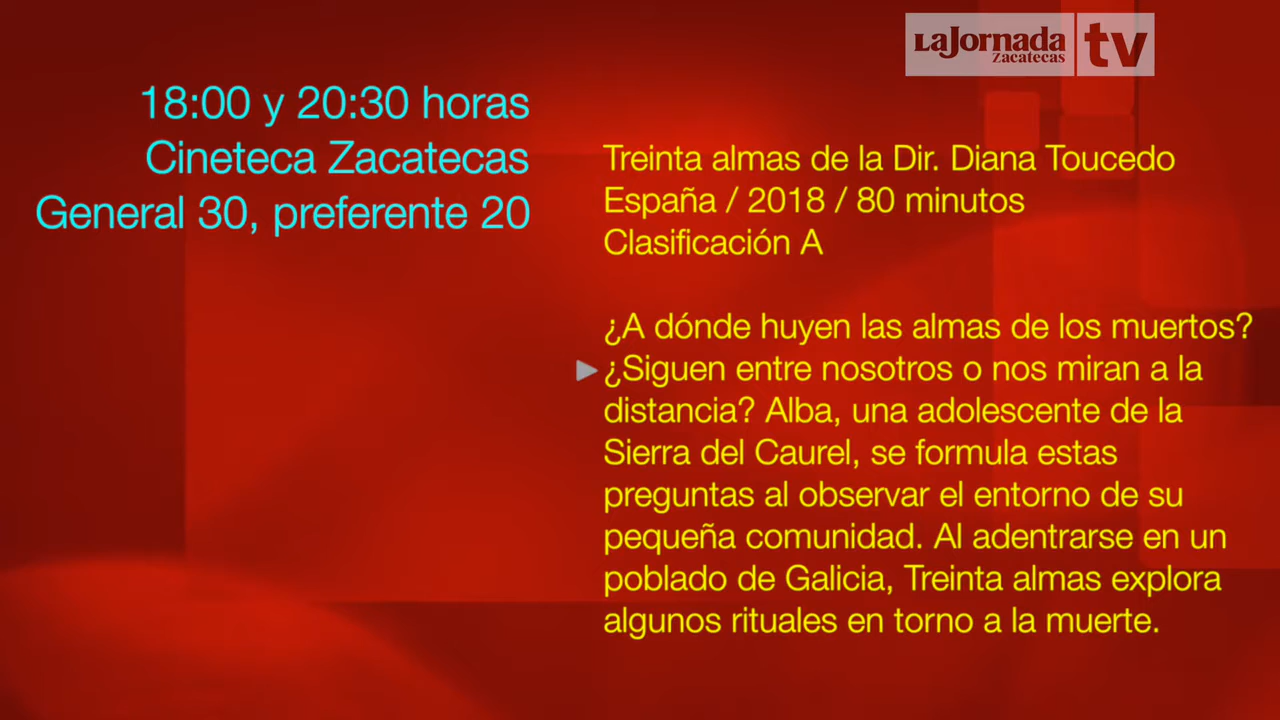 LaJornada
Zacatecas
tv
18:00 y 20:30 horas
Cineteca Zacatecas
General 30, preferente 20
Treinta almas de la Dir. Diana Toucedo
España / 2018 / 80 minutos
Clasificación A
¿A dónde huyen las almas de los muertos?
¿Siguen entre nosotros o nos miran a la
distancia? Alba, una adolescente de la
Sierra del Caurel, se formula estas
preguntas al observar el entorno de su
pequeña comunidad. Al adentrarse en un
poblado de Galicia, Treinta almas explora
algunos rituales en torno a la muerte.